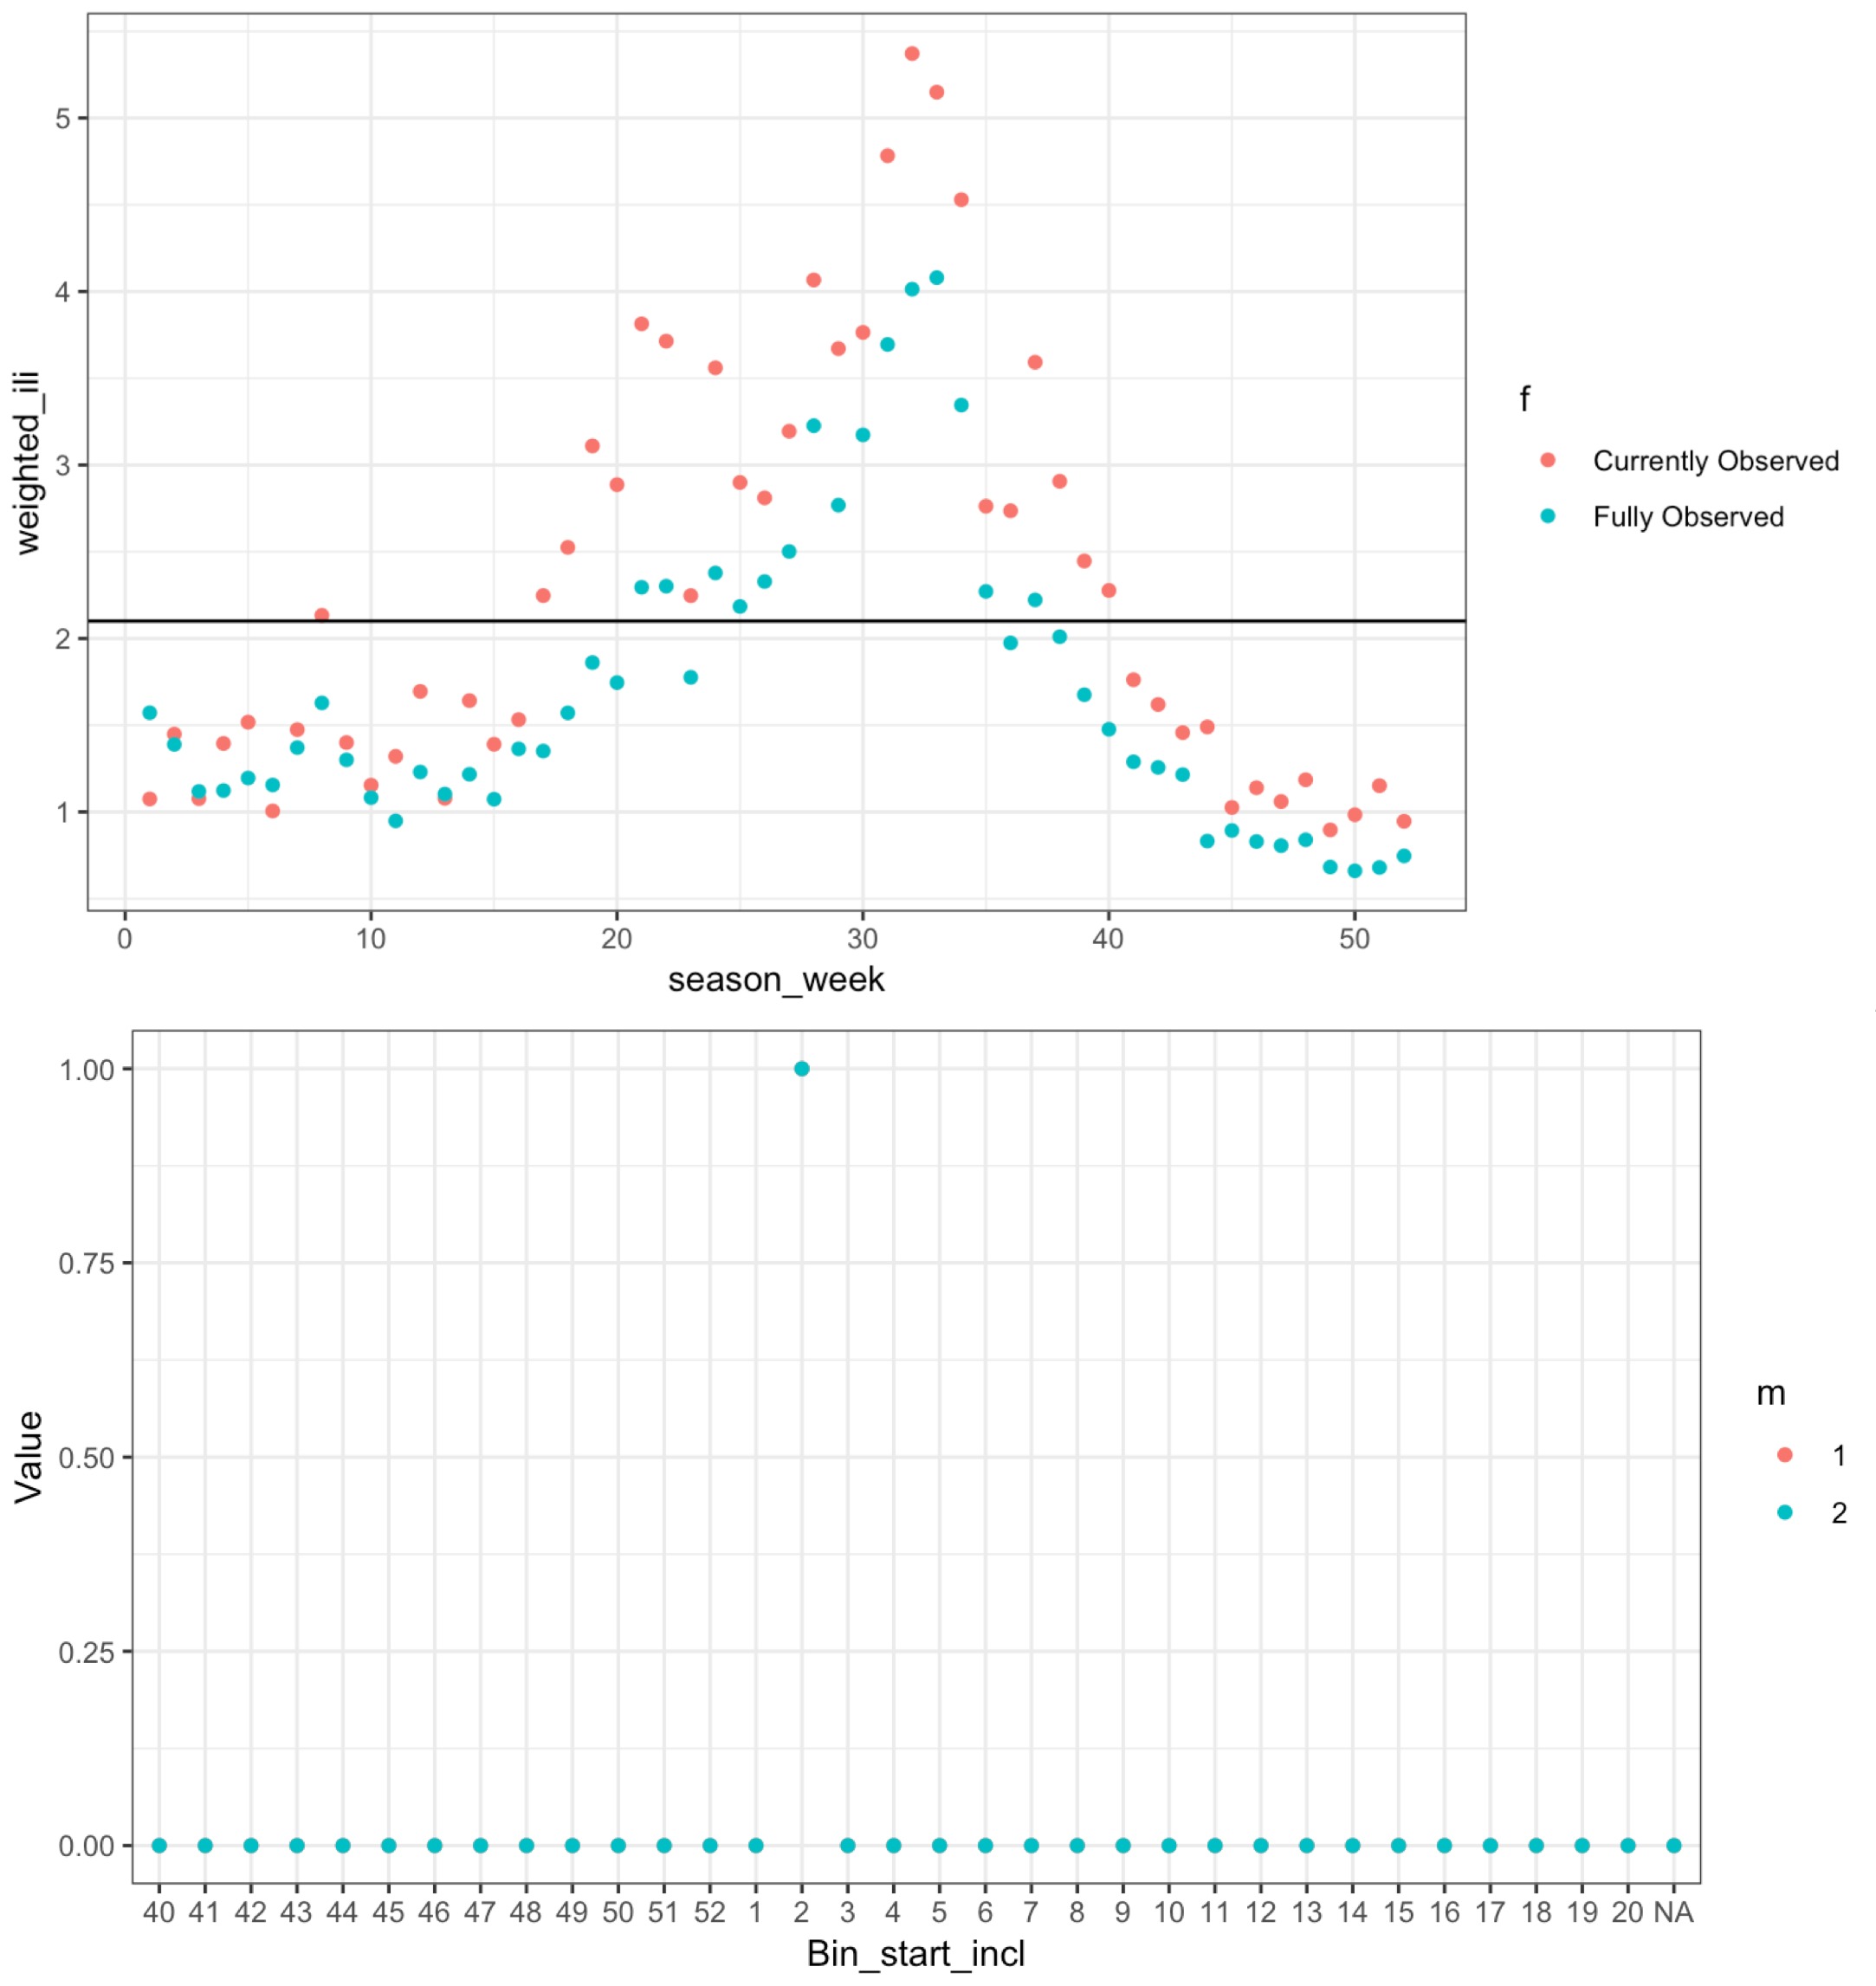 5
4
3
2
1
weighted_ili
0 10 20 30 40 50
season_week
f
Currently Observed
Fully Observed
1.00
0.75
0.50
0.25
0.00
Value
40 41 42 43 44 45 46 47 48 49 50 51 52 1 2 3 4 5 6 7 8 9 10 11 12 13 14 15 16 17 18 19 20 NA
Bin_start_incl
m
1
2